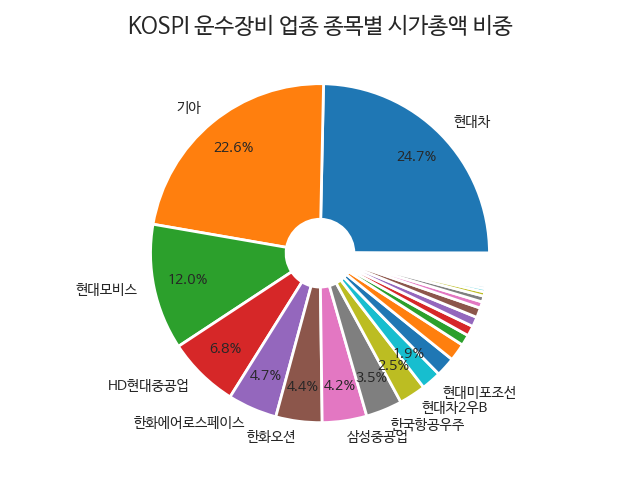 KOSPI 운수장비 업종 종목별 시가총액 비중
현대차
24.7%
기아
22.6%
현대모비스
12.0%
HD현대중공업
6.8%
한화에어로스페이스
4.7%
한화오션
4.4%
삼성중공업
4.2%
한국항공우주
3.5%
현대차2우B
2.5%
현대미포조선
1.9%